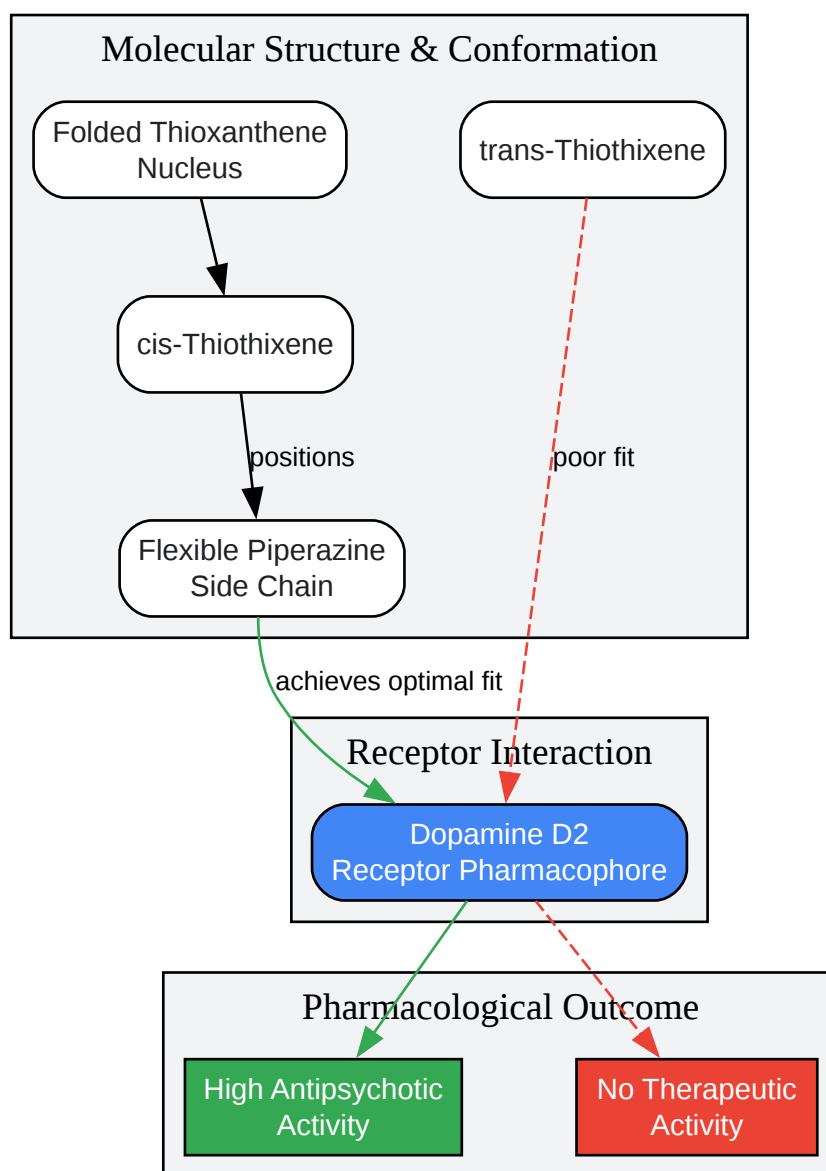 Molecular Structure & Conformation
Folded Thioxanthene
Nucleus
trans-Thiothixene
cis-Thiothixene
positions
poor fit
Flexible Piperazine
Side Chain
achieves optimal fit
Receptor Interaction
Dopamine D2
Receptor Pharmacophore
Pharmacological Outcome
High Antipsychotic
Activity
No Therapeutic
Activity